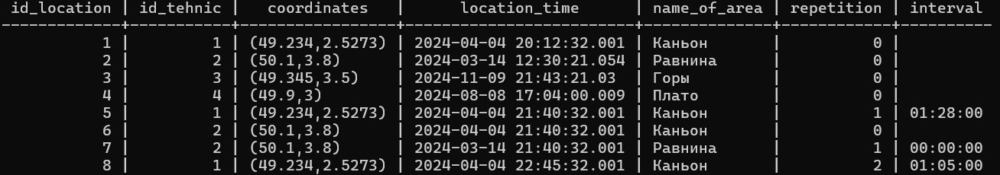 id_location | id_tehnic |   coordinates   |      location_time      | name_of_area | repetition | interval
-------------+-----------+-----------------+-------------------------+--------------+------------+----------
           1 |         1 | (49.234,2.5273) | 2024-04-04 20:12:32.001 | Каньон       |          0 |
           2 |         2 | (50.1,3.8)      | 2024-03-14 12:30:21.054 | Равнина      |          0 |
           3 |         3 | (49.345,3.5)    | 2024-11-09 21:43:21.03  | Горы         |          0 |
           4 |         4 | (49.9,3)        | 2024-08-08 17:04:00.009 | Плато        |          0 |
           5 |         1 | (49.234,2.5273) | 2024-04-04 21:40:32.001 | Каньон       |          1 | 01:28:00
           6 |         2 | (50.1,3.8)      | 2024-04-04 21:40:32.001 | Каньон       |          0 |
           7 |         2 | (50.1,3.8)      | 2024-03-14 21:40:32.001 | Равнина      |          1 | 00:00:00
           8 |         1 | (49.234,2.5273) | 2024-04-04 22:45:32.001 | Каньон       |          2 | 01:05:00